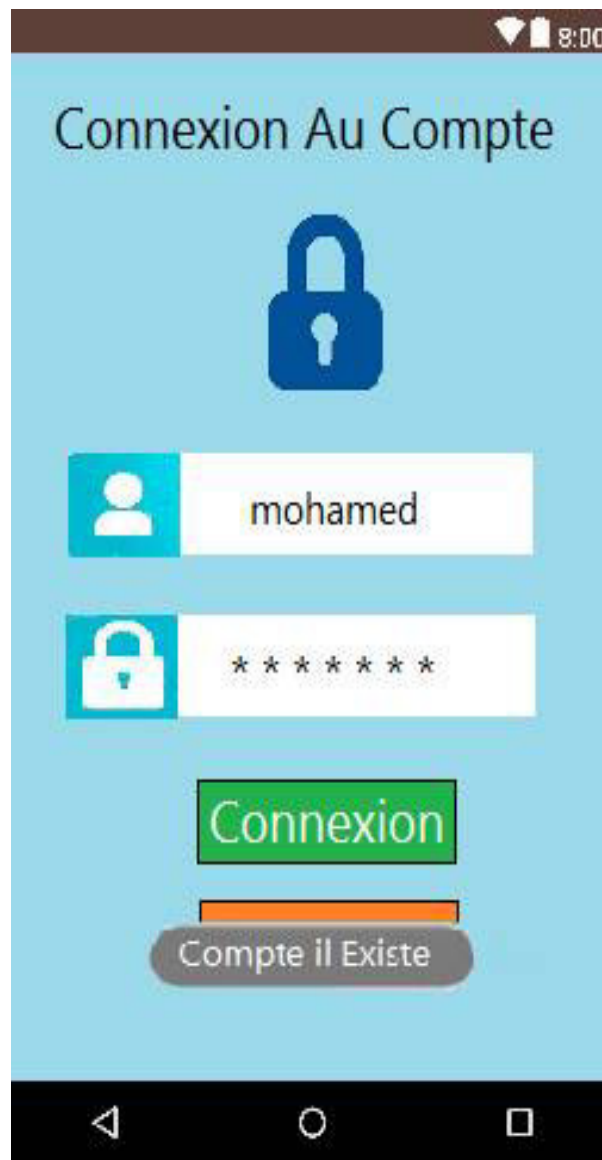 8:00
Connexion Au Compte
mohamed
* * * * * * *
Connexion
Compte il Existe